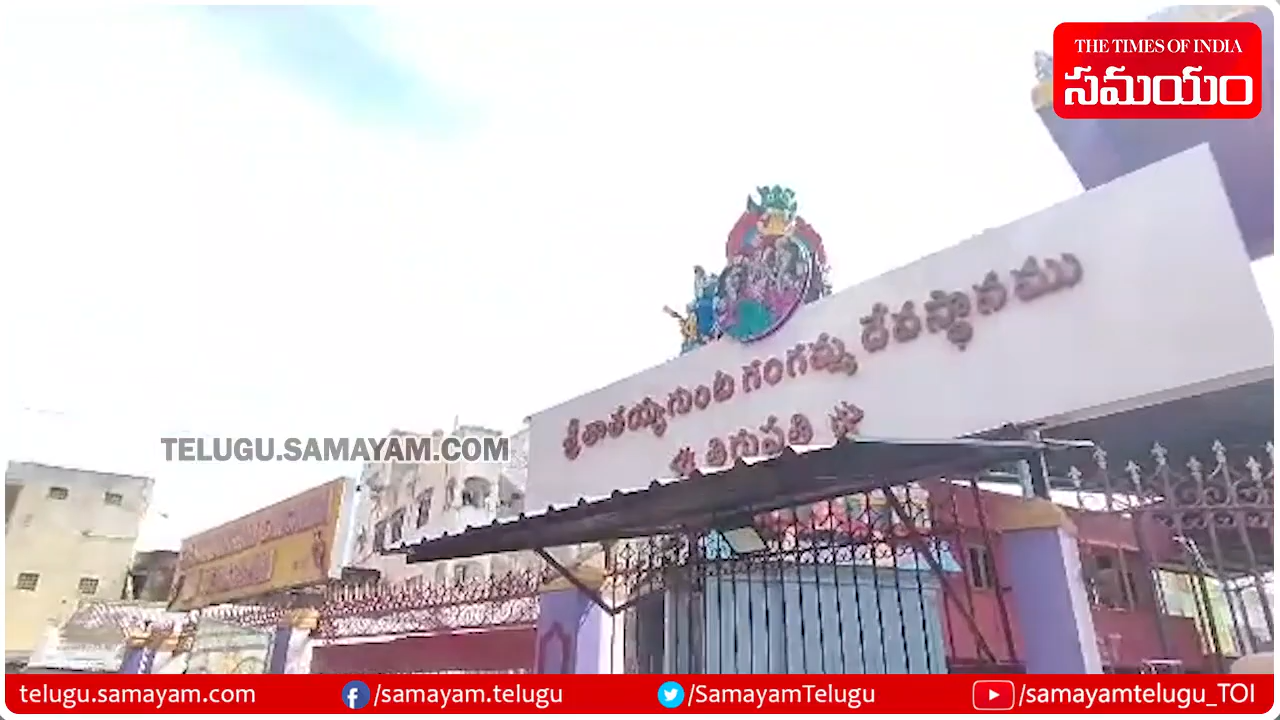 THE TIMES OF INDIA
సమయం
శ్రీ తాతయ్యగుంట గంగమ్మ దేవస్థానము
తిరుపతి
TELUGU.SAMAYAM.COM
telugu.samayam.com
/samayam.telugu
/SamayamTelugu
/samayamtelugu_TOI